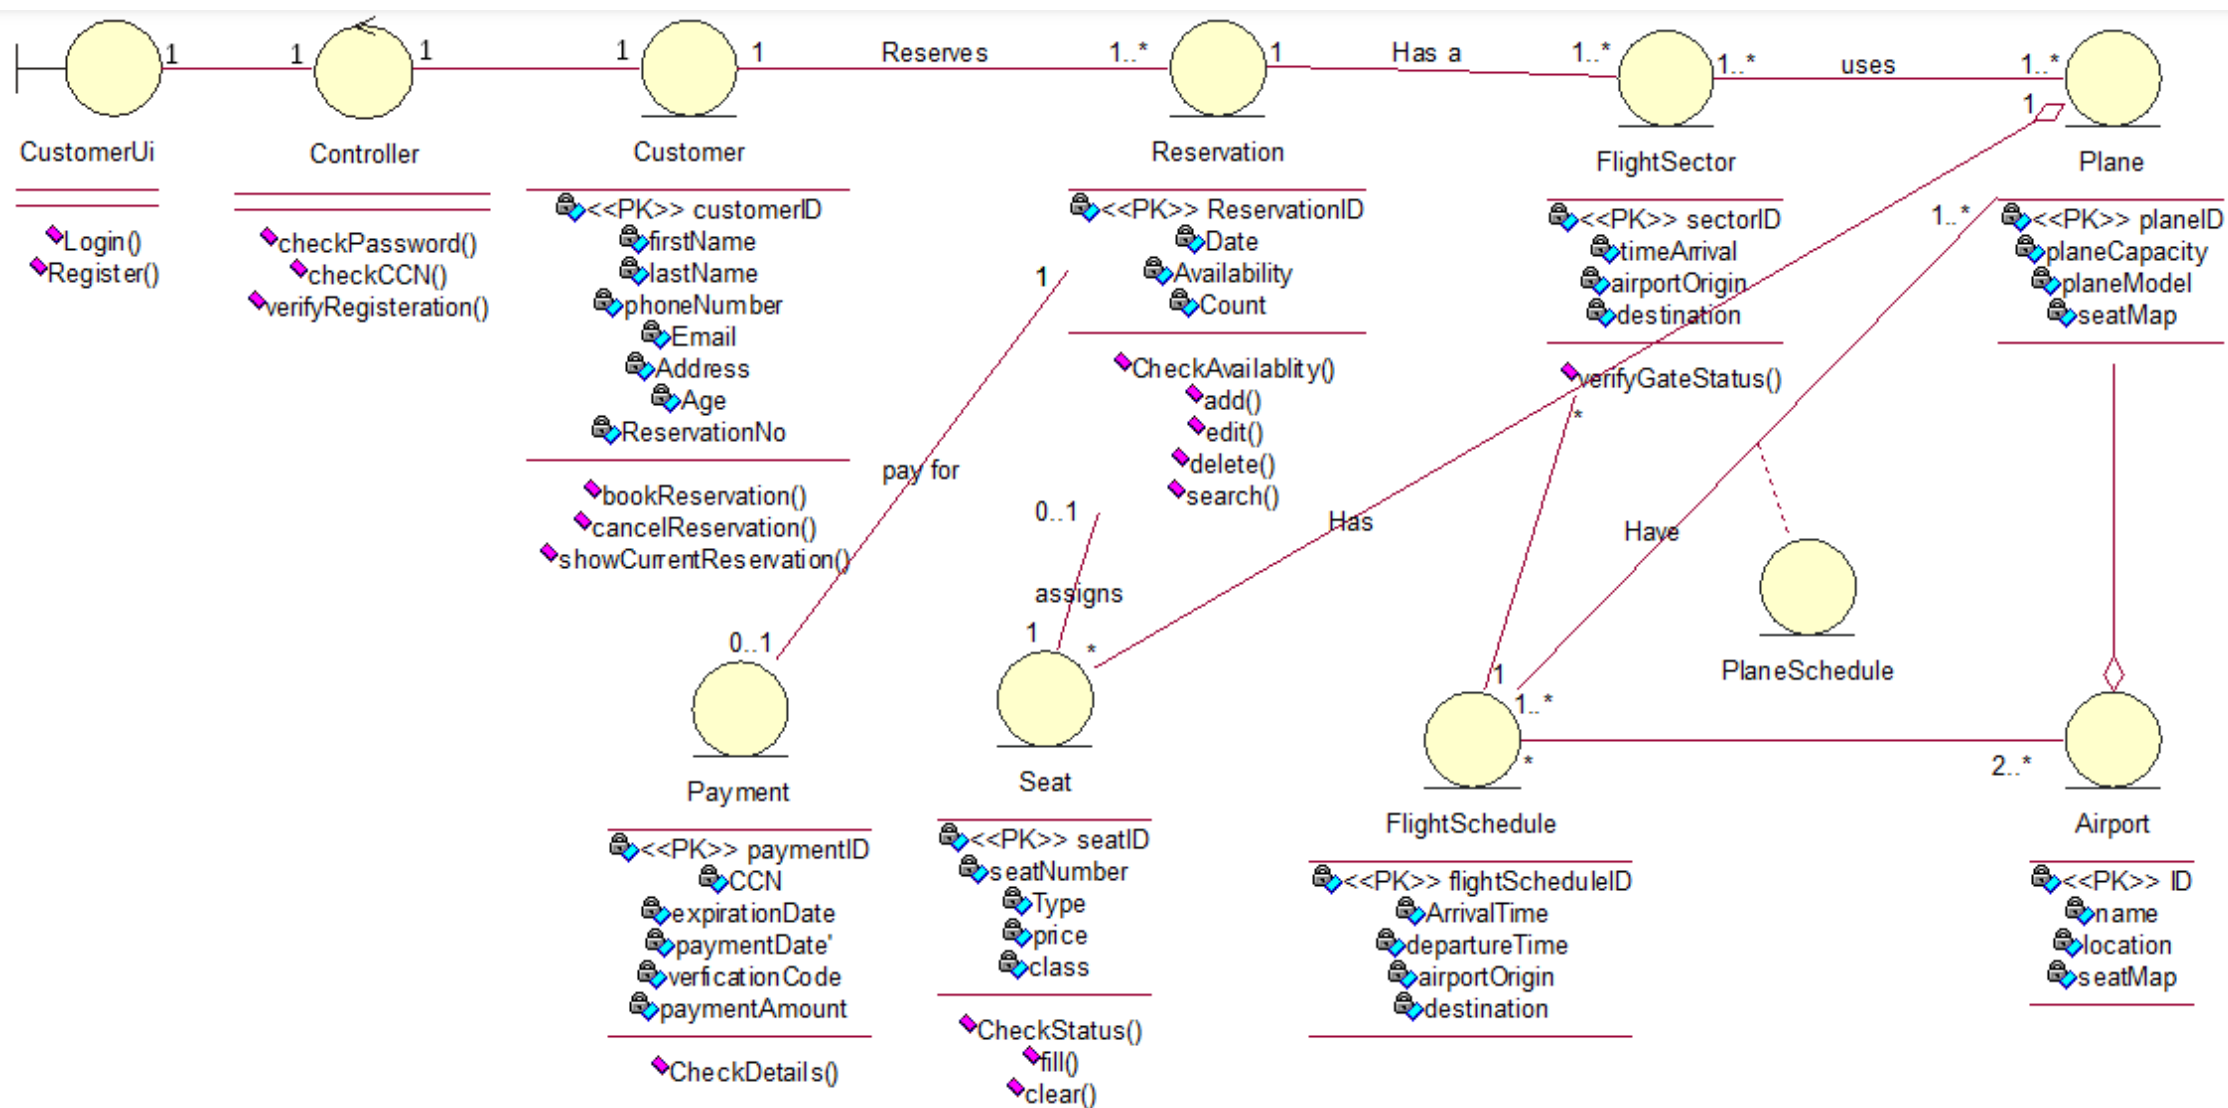 1
1
1
1
1
Reserves
1..*
1
Has a
1..*
1..*
uses
1..*
1
CustomerUi
Login()
Register()
Controller
checkPassword()
checkCCN()
verifyRegisteration()
Customer
<<PK>> customerID
firstName
lastName
phoneNumber
Email
Address
Age
ReservationNo
bookReservation()
cancelReservation()
showCurrentReservation()
Reservation
<<PK>> ReservationID
Date
Availability
Count
CheckAvailablity()
add()
edit()
delete()
search()
FlightSector
<<PK>> sectorID
timeArrival
airportOrigin
destination
verifyGateStatus()
Plane
<<PK>> planeID
planeCapacity
planeModel
seatMap
1..*
1
pay for
0..1
0..1
assigns
1
*
Has
*
Have
1
1..*
PlaneSchedule
*
2..*
Payment
<<PK>> paymentID
CCN
expirationDate
paymentDate'
verficationCode
paymentAmount
CheckDetails()
Seat
<<PK>> seatID
seatNumber
Type
price
class
CheckStatus()
fill()
clear()
FlightSchedule
<<PK>> flightScheduleID
ArrivalTime
departureTime
airportOrigin
destination
Airport
<<PK>> ID
name
location
seatMap